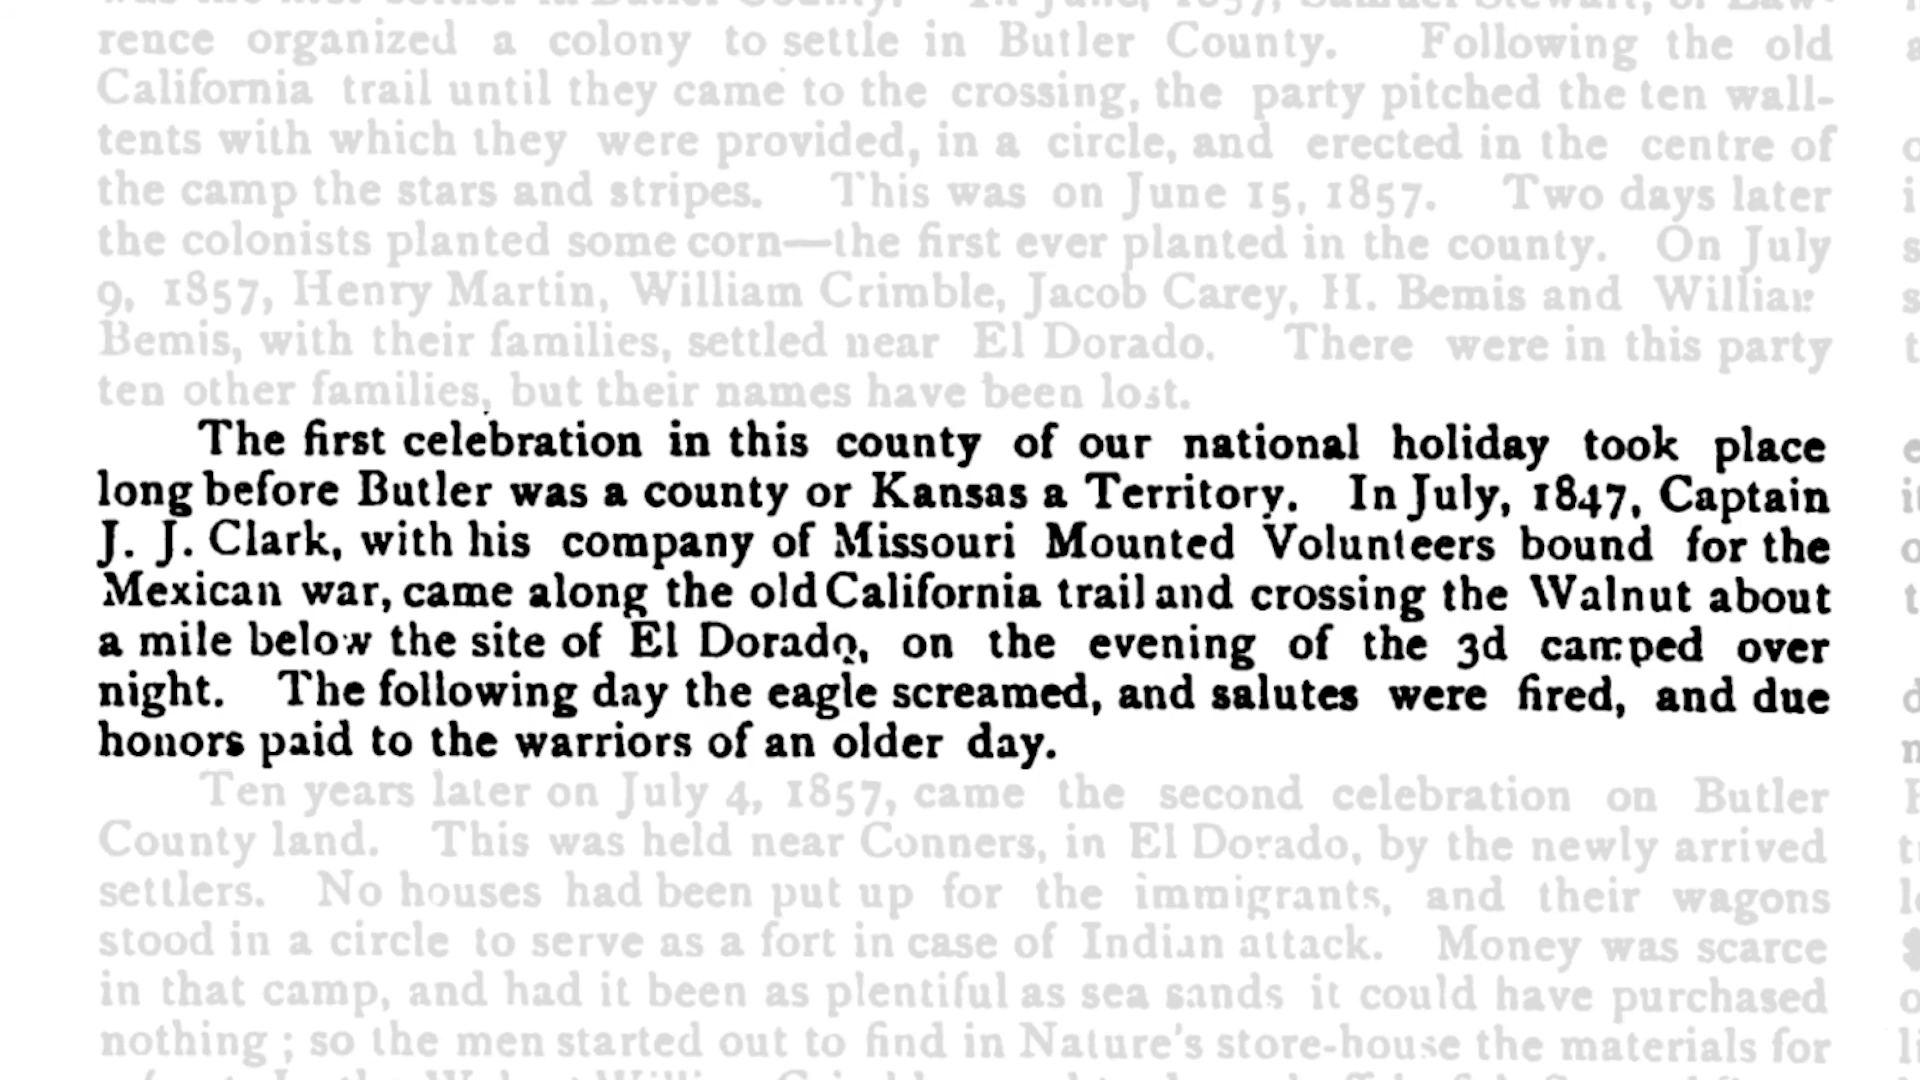 was the first settler in Butler County. In June, 1857, Samuel Stewart, of Law-
rence organized a colony to settle in Butler County. Following the old
California trail until they came to the crossing, the party pitched the ten wall-
tents with which they were provided, in a circle, and erected in the centre of
the camp the stars and stripes. This was on June 15, 1857. Two days later
the colonists planted some corn—the first ever planted in the county. On July
9, 1857, Henry Martin, William Crimble, Jacob Carey, H. Bemis and William
Bemis, with their families, settled near El Dorado. There were in this party
ten other families, but their names have been lost.
The first celebration in this county of our national holiday took place
long before Butler was a county or Kansas a Territory. In July, 1847, Captain
J. J. Clark, with his company of Missouri Mounted Volunteers bound for the
Mexican war, came along the old California trail and crossing the Walnut about
a mile below the site of El Dorado, on the evening of the 3d camped over
night. The following day the eagle screamed, and salutes were fired, and due
honors paid to the warriors of an older day.
Ten years later on July 4, 1857, came the second celebration on Butler
County land. This was held near Conners, in El Dorado, by the newly arrived
settlers. No houses had been put up for the immigrants, and their wagons
stood in a circle to serve as a fort in case of Indian attack. Money was scarce
in that camp, and had it been as plentiful as sea sands it could have purchased
nothing ; so the men started out to find in Nature's store-house the materials for